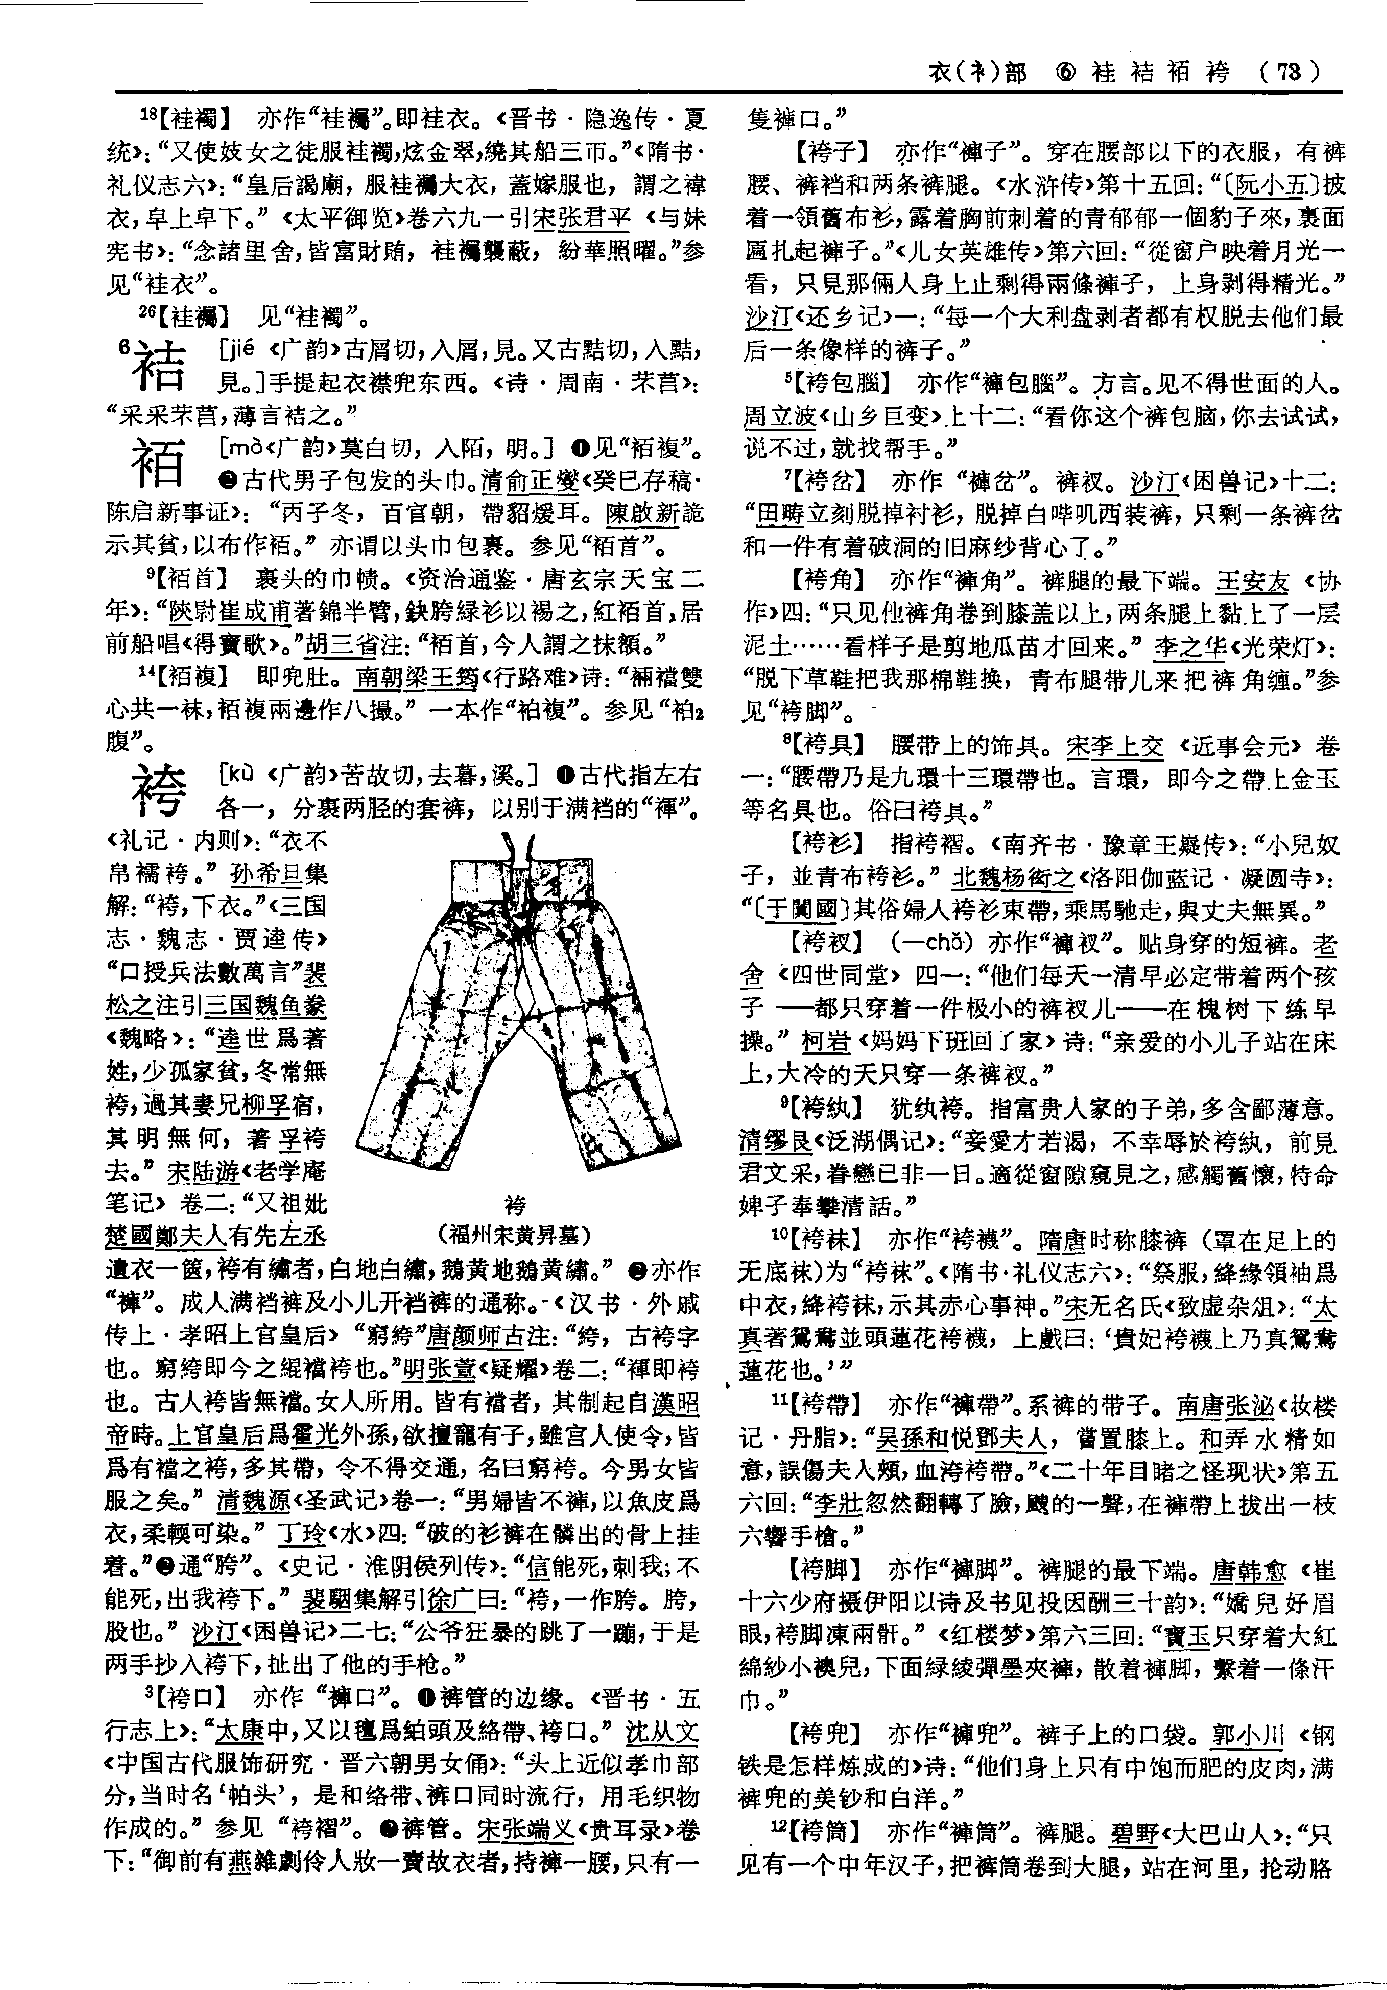 衣(衤)部 ⑥ 袿 袺 袹 袴 (73)
18【袿襡】 亦作“袿䙱”。即袿衣。《晋书·隐逸传·夏
统》：“又使妓女之徒服袿襡，炫金翠，繞其船三帀。”《隋书·
礼仪志六》：“皇后謁廟，服袿䙱大衣，蓋嫁服也，謂之褘
衣，皁上皁下。”《太平御览》卷六九一引宋张君平《与妹
宪书》：“念諸里舍，皆富財賄，袿䙱襲蔽，紛華照曜。”参
见“袿衣”。
26【袿䙱】 见“袿襡”。
6袺 [jié《广韵》古屑切，入屑，見。又古黠切，入黠，
見。]手提起衣襟兜东西。《诗·周南·芣苢》：
“采采芣苢，薄言袺之。”
袹 [mò《广韵》莫白切，入陌，明。] ❶见“袹複”。
❷古代男子包发的头巾。清俞正燮《癸巳存稿·
陈启新事证》：“丙子冬，百官朝，帶貂煖耳。陳啟新詭
示其貧，以布作袹。”亦谓以头巾包裹。参见“袹首”。
9【袹首】 裹头的巾帻。《资治通鉴·唐玄宗天宝二
年》：“陝尉崔成甫著錦半臂，鈌胯緑衫以裼之，紅袹首，居
前船唱《得寶歌》。”胡三省注：“袹首，今人謂之抹額。”
14【袹複】 即兜肚。南朝梁王筠《行路难》诗：“裲襠雙
心共一袜，袹複兩邊作八撮。”一本作“袙複”。参见“袙2
腹”。
袴 [kù《广韵》苦故切，去暮，溪。] ❶古代指左右
各一，分裹两胫的套裤，以别于满裆的“褌”。
《礼记·内则》：“衣不
帛襦袴。”孙希旦集
解：“袴，下衣。”《三国
志·魏志·贾逵传》
“口授兵法數萬言”裴
松之注引三国魏鱼豢
《魏略》：“逵世爲著
姓，少孤家貧，冬常無
袴，過其妻兄柳孚宿，
其明無何，著孚袴
去。”宋陆游《老学庵
笔记》卷二：“又祖妣
楚國鄭夫人有先左丞
遺衣一篋，袴有繡者，白地白繡，鵝黄地鵝黄繡。”❷亦作
“褲”。成人满裆裤及小儿开裆裤的通称。《汉书·外戚
传上·孝昭上官皇后》“窮絝”唐颜师古注：“絝，古袴字
也。窮絝即今之緄襠袴也。”明张萱《疑耀》卷二：“褌即袴
也。古人袴皆無襠。女人所用。皆有襠者，其制起自漢昭
帝時。上官皇后爲霍光外孫，欲擅寵有子，雖宫人使令，皆
爲有襠之袴，多其帶，令不得交通，名曰窮袴。今男女皆
服之矣。”清魏源《圣武记》卷一：“男婦皆不褲，以魚皮爲
衣，柔輭可染。”丁玲《水》四：“破的衫裤在髒出的骨上挂
着。”❸通“胯”。《史记·淮阴侯列传》：“信能死，刺我；不
能死，出我袴下。”裴駰集解引徐广曰：“袴，一作胯。胯，
股也。”沙汀《困兽记》二七：“公爷狂暴的跳了一蹦，于是
两手抄入袴下，扯出了他的手枪。”
3【袴口】 亦作“褲口”。❶裤管的边缘。《晋书·五
行志上》：“太康中，又以氊爲絈頭及絡帶、袴口。”沈从文
《中国古代服饰研究·晋六朝男女俑》：“头上近似孝巾部
分，当时名‘帕头’，是和络带、裤口同时流行，用毛织物
作成的。”参见“袴褶”。❷裤管。宋张端义《贵耳录》卷
下：“御前有燕雜劇伶人妝一賣故衣者，持褲一腰，只有一
袴
(福州宋黄昇墓)
隻褲口。”
【袴子】 亦作“褲子”。穿在腰部以下的衣服，有裤
腰、裤裆和两条裤腿。《水浒传》第十五回：“〔阮小五〕披
着一領舊布衫，露着胸前刺着的青郁郁一個豹子來，裏面
匾扎起褲子。”《儿女英雄传》第六回：“從窗户映着月光一
看，只見那倆人身上止剩得兩條褲子，上身剥得精光。”
沙汀《还乡记》一：“每一个大利盘剥者都有权脱去他们最
后一条像样的裤子。”
5【袴包腦】 亦作“褲包腦”。方言。见不得世面的人。
周立波《山乡巨变》上十二：“看你这个裤包脑，你去试试，
说不过，就找帮手。”
7【袴岔】 亦作“褲岔”。裤衩。沙汀《困兽记》十二：
“田畴立刻脱掉衬衫，脱掉白哔叽西装裤，只剩一条裤岔
和一件有着破洞的旧麻纱背心了。”
【袴角】 亦作“褲角”。裤腿的最下端。王安友《协
作》四：“只见他裤角卷到膝盖以上，两条腿上黏上了一层
泥土……看样子是剪地瓜苗才回来。”李之华《光荣灯》：
“脱下草鞋把我那棉鞋换，青布腿带儿来把裤角缠。”参
见“袴脚”。
8【袴具】 腰带上的饰具。宋李上交《近事会元》卷
一：“腰帶乃是九環十三環帶也。言環，即今之帶上金玉
等名具也。俗曰袴具。”
【袴衫】 指袴褶。《南齐书·豫章王嶷传》：“小兒奴
子，並青布袴衫。”北魏杨衒之《洛阳伽蓝记·凝圆寺》：
“〔于闐國〕其俗婦人袴衫束帶，乘馬馳走，與丈夫無異。”
【袴衩】 (—chǎ) 亦作“褲衩”。贴身穿的短裤。老
舍《四世同堂》四一：“他们每天一清早必定带着两个孩
子——都只穿着一件极小的裤衩儿——在槐树下练早
操。”柯岩《妈妈下班回了家》诗：“亲爱的小儿子站在床
上，大冷的天只穿一条裤衩。”
9【袴纨】 犹纨袴。指富贵人家的子弟，多含鄙薄意。
清缪艮《泛湖偶记》：“妾愛才若渴，不幸辱於袴紈，前見
君文采，眷戀已非一日。適從窗隙窺見之，感觸舊懷，特命
婢子奉攀清話。”
10【袴袜】 亦作“袴襪”。隋唐时称膝裤（罩在足上的
无底袜）为“袴袜”。《隋书·礼仪志六》：“祭服，絳緣領袖爲
中衣，絳袴袜，示其赤心事神。”宋无名氏《致虚杂俎》：“太
真著鴛鴦並頭蓮花袴襪，上戲曰：‘貴妃袴襪上乃真鴛鴦
蓮花也。’”
11【袴帶】 亦作“褲帶”。系裤的带子。南唐张泌《妆楼
记·丹脂》：“吴孫和悦鄧夫人，嘗置膝上。和弄水精如
意，誤傷夫人頰，血洿袴帶。”《二十年目睹之怪现状》第五
六回：“李壯忽然翻轉了臉，颼的一聲，在褲帶上拔出一枝
六響手槍。”
【袴脚】 亦作“褲脚”。裤腿的最下端。唐韩愈《崔
十六少府摄伊阳以诗及书见投因酬三十韵》：“嬌兒好眉
眼，袴脚凍兩骭。”《红楼梦》第六三回：“寶玉只穿着大紅
綿紗小襖兒，下面緑綾彈墨夾褲，散着褲脚，繫着一條汗
巾。”
【袴兜】 亦作“褲兜”。裤子上的口袋。郭小川《钢
铁是怎样炼成的》诗：“他们身上只有中饱而肥的皮肉，满
裤兜的美钞和白洋。”
12【袴筒】 亦作“褲筒”。裤腿。碧野《大巴山人》：“只
见有一个中年汉子，把裤筒卷到大腿，站在河里，抡动胳